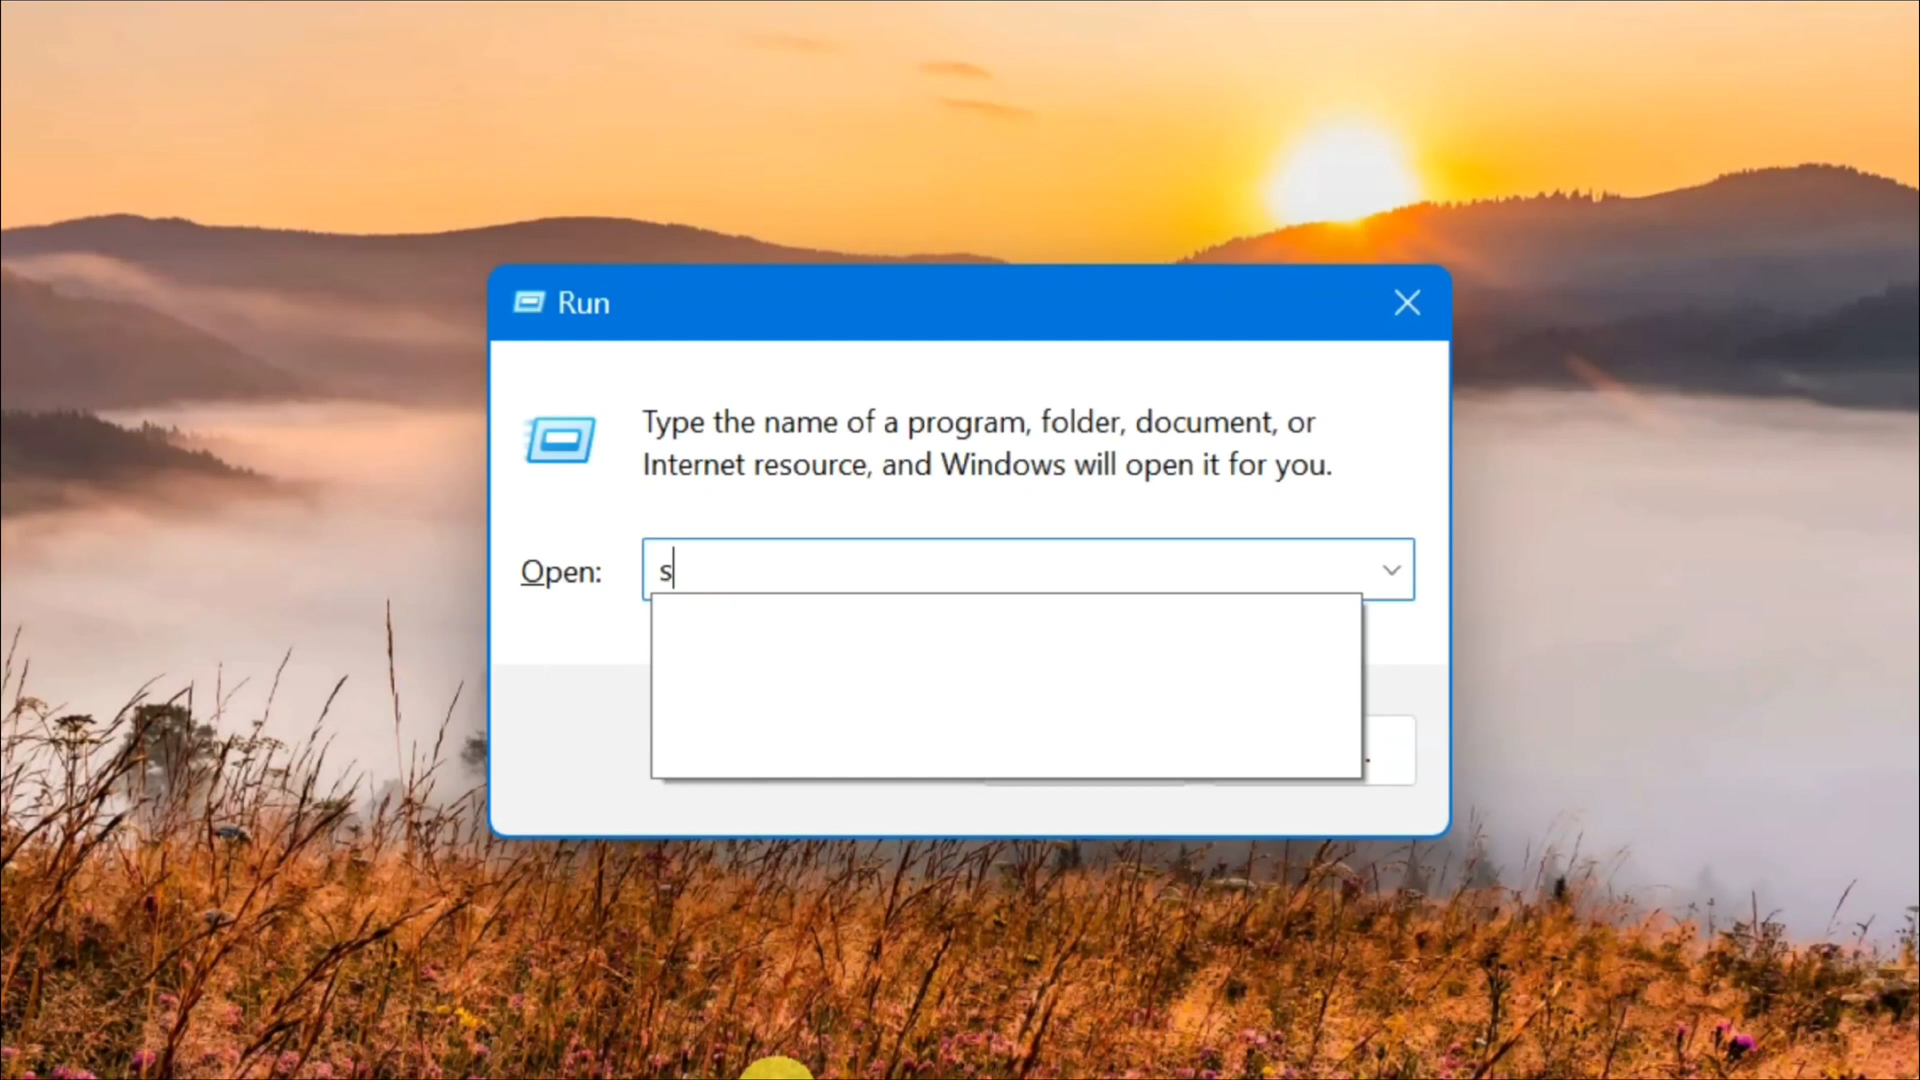 Run
Type the name of a program, folder, document, or
Internet resource, and Windows will open it for you.
Open:
s
.